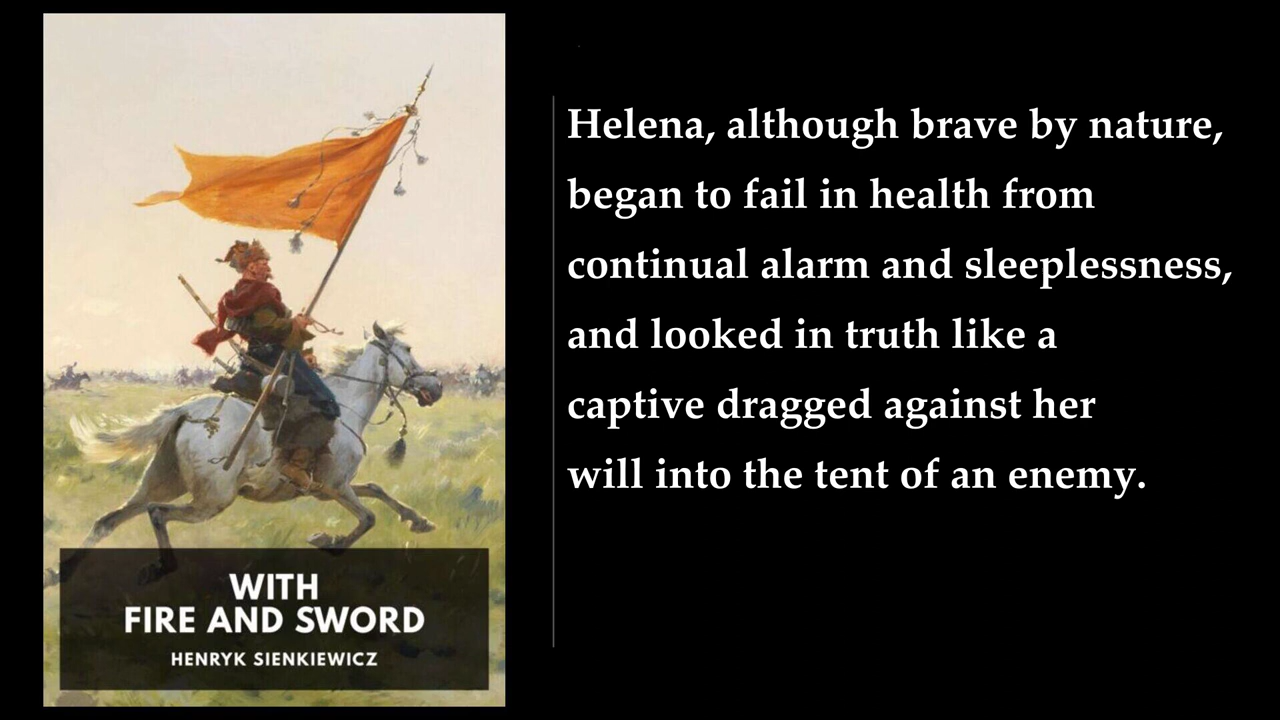 WITH
FIRE AND SWORD
HENRYK SIENKIEWICZ
Helena, although brave by nature,
began to fail in health from
continual alarm and sleeplessness,
and looked in truth like a
captive dragged against her
will into the tent of an enemy.